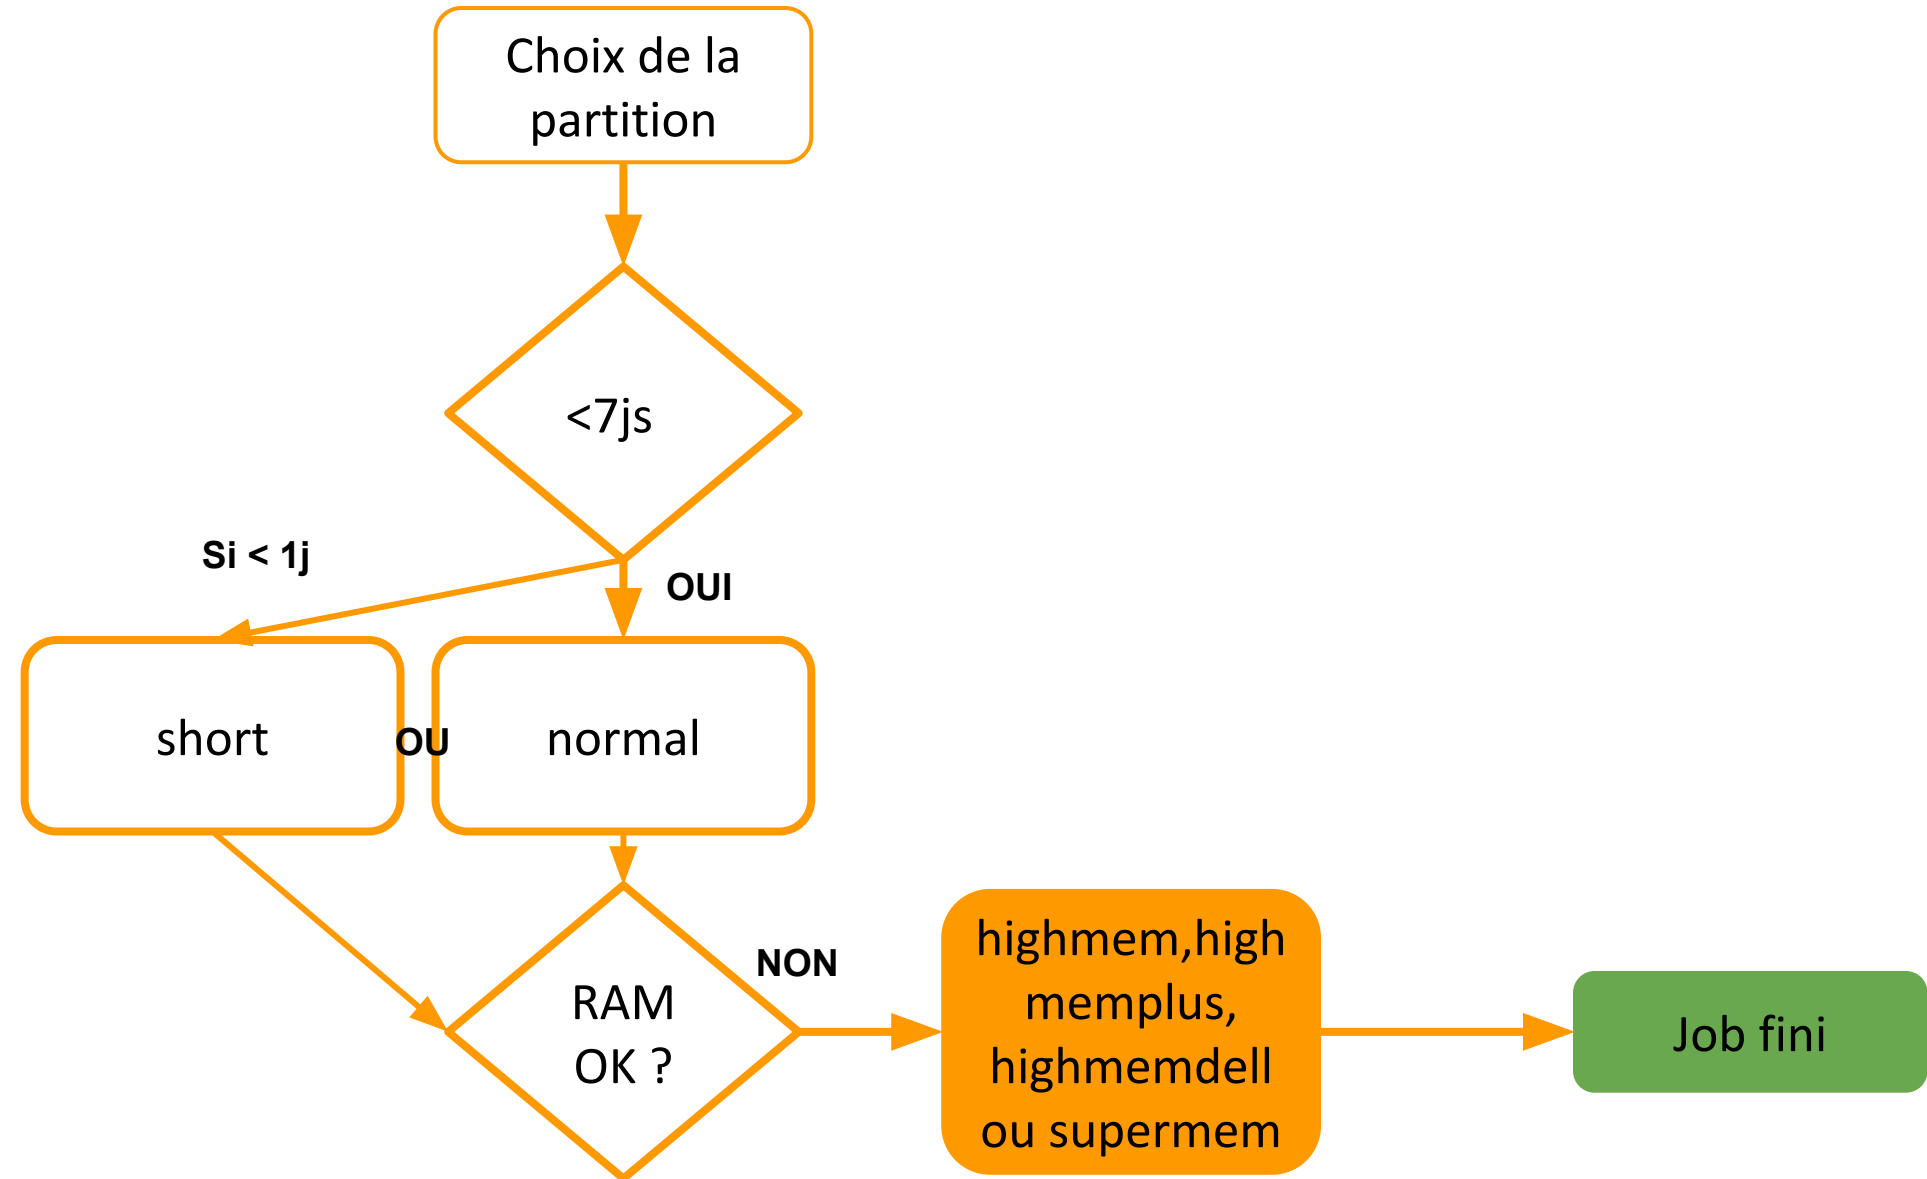 Choix de la
partition
<7js
Si < 1j
OUI
short
OU
normal
NON
RAM
OK ?
highmem,high
memplus,
highmemdell
ou supermem
Job fini